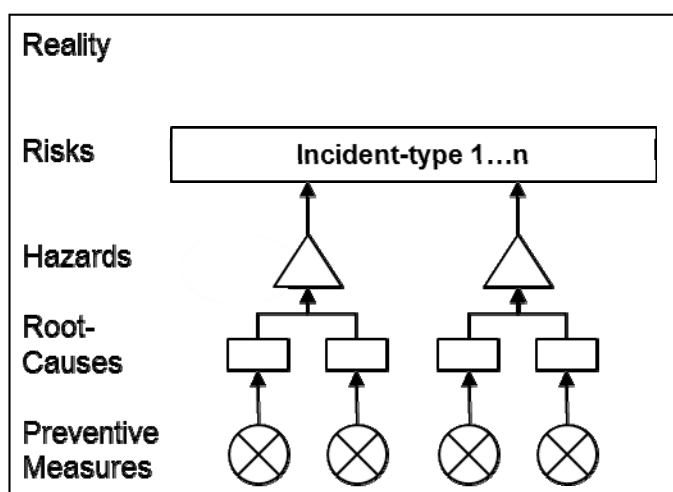 Reality
Risks
Incident-type 1...n
Hazards
Root-
Causes
Preventive
Measures